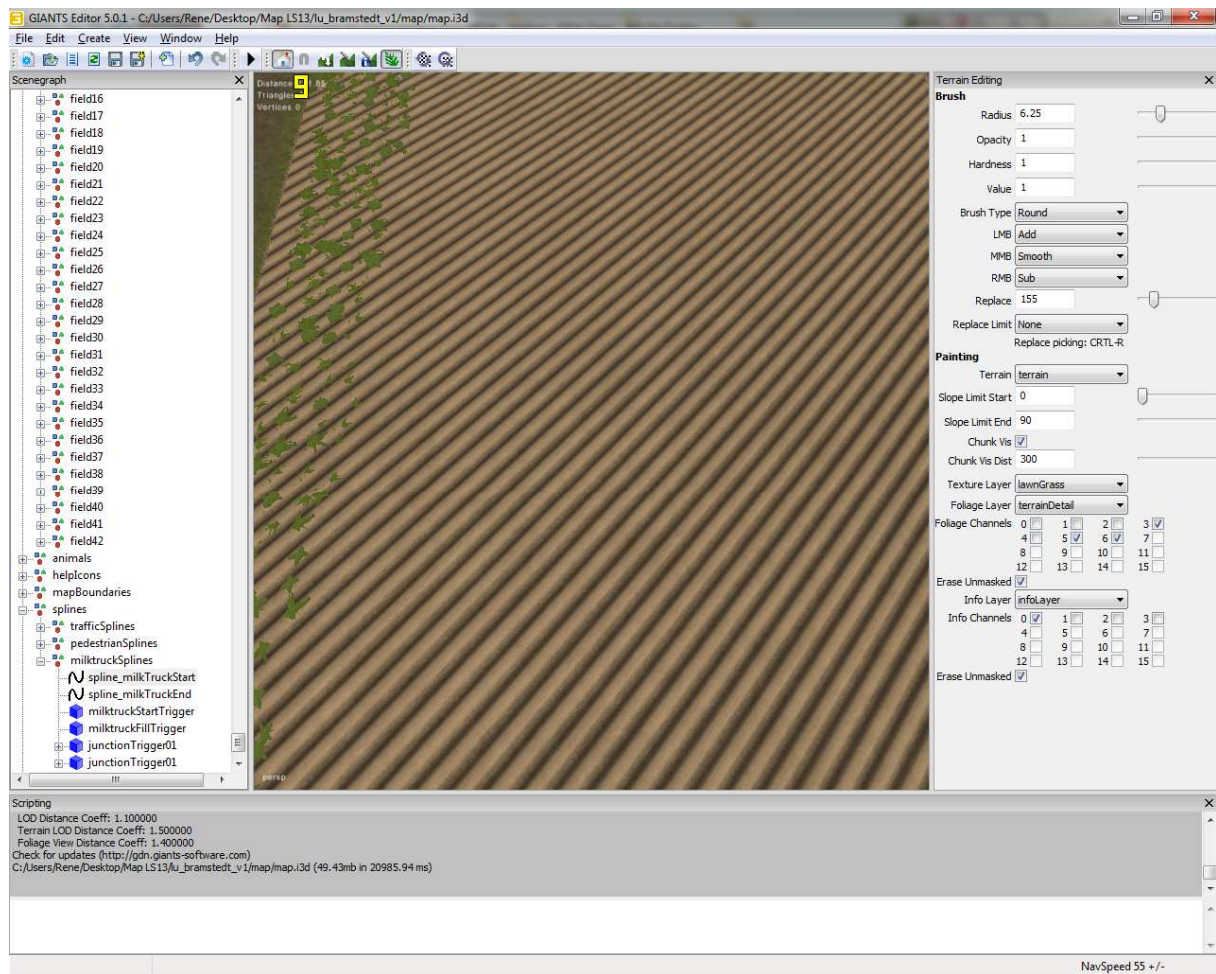 GIANTS Editor 5.0.1 - C:/Users/Rene/Desktop/Map LS13/lu_bramstedt_v1/map/map.i3d
File Edit Create View Window Help
Scenegraph
field16
field17
field18
field19
field20
field21
field22
field23
field24
field25
field26
field27
field28
field29
field30
field31
field32
field33
field34
field35
field36
field37
field38
field39
field40
field41
field42
animals
helpIcons
mapBoundaries
splines
trafficSplines
pedestrianSplines
milktruckSplines
spline_milkTruckStart
spline_milkTruckEnd
milktruckStartTrigger
milktruckFillTrigger
junctionTrigger01
junctionTrigger01
Distance
Triangles
Vertices 0
9
persp
Terrain Editing
Brush
Radius 6.25
Opacity 1
Hardness 1
Value 1
Brush Type Round
LMB Add
MMB Smooth
RMB Sub
Replace 155
Replace Limit None
Replace picking: CRTL-R
Painting
Terrain terrain
Slope Limit Start 0
Slope Limit End 90
Chunk Vis
Chunk Vis Dist 300
Texture Layer lawnGrass
Foliage Layer terrainDetail
Foliage Channels 0 1 2 3
4 5 6 7
8 9 10 11
12 13 14 15
Erase Unmasked
Info Layer infoLayer
Info Channels 0 1 2 3
4 5 6 7
8 9 10 11
12 13 14 15
Erase Unmasked
Scripting
LOD Distance Coeff: 1.100000
Terrain LOD Distance Coeff: 1.500000
Foliage View Distance Coeff: 1.400000
Check for updates (http://gdn.giants-software.com)
C:/Users/Rene/Desktop/Map LS13/lu_bramstedt_v1/map/map.i3d (49.43mb in 20985.94 ms)
NavSpeed 55 +/-